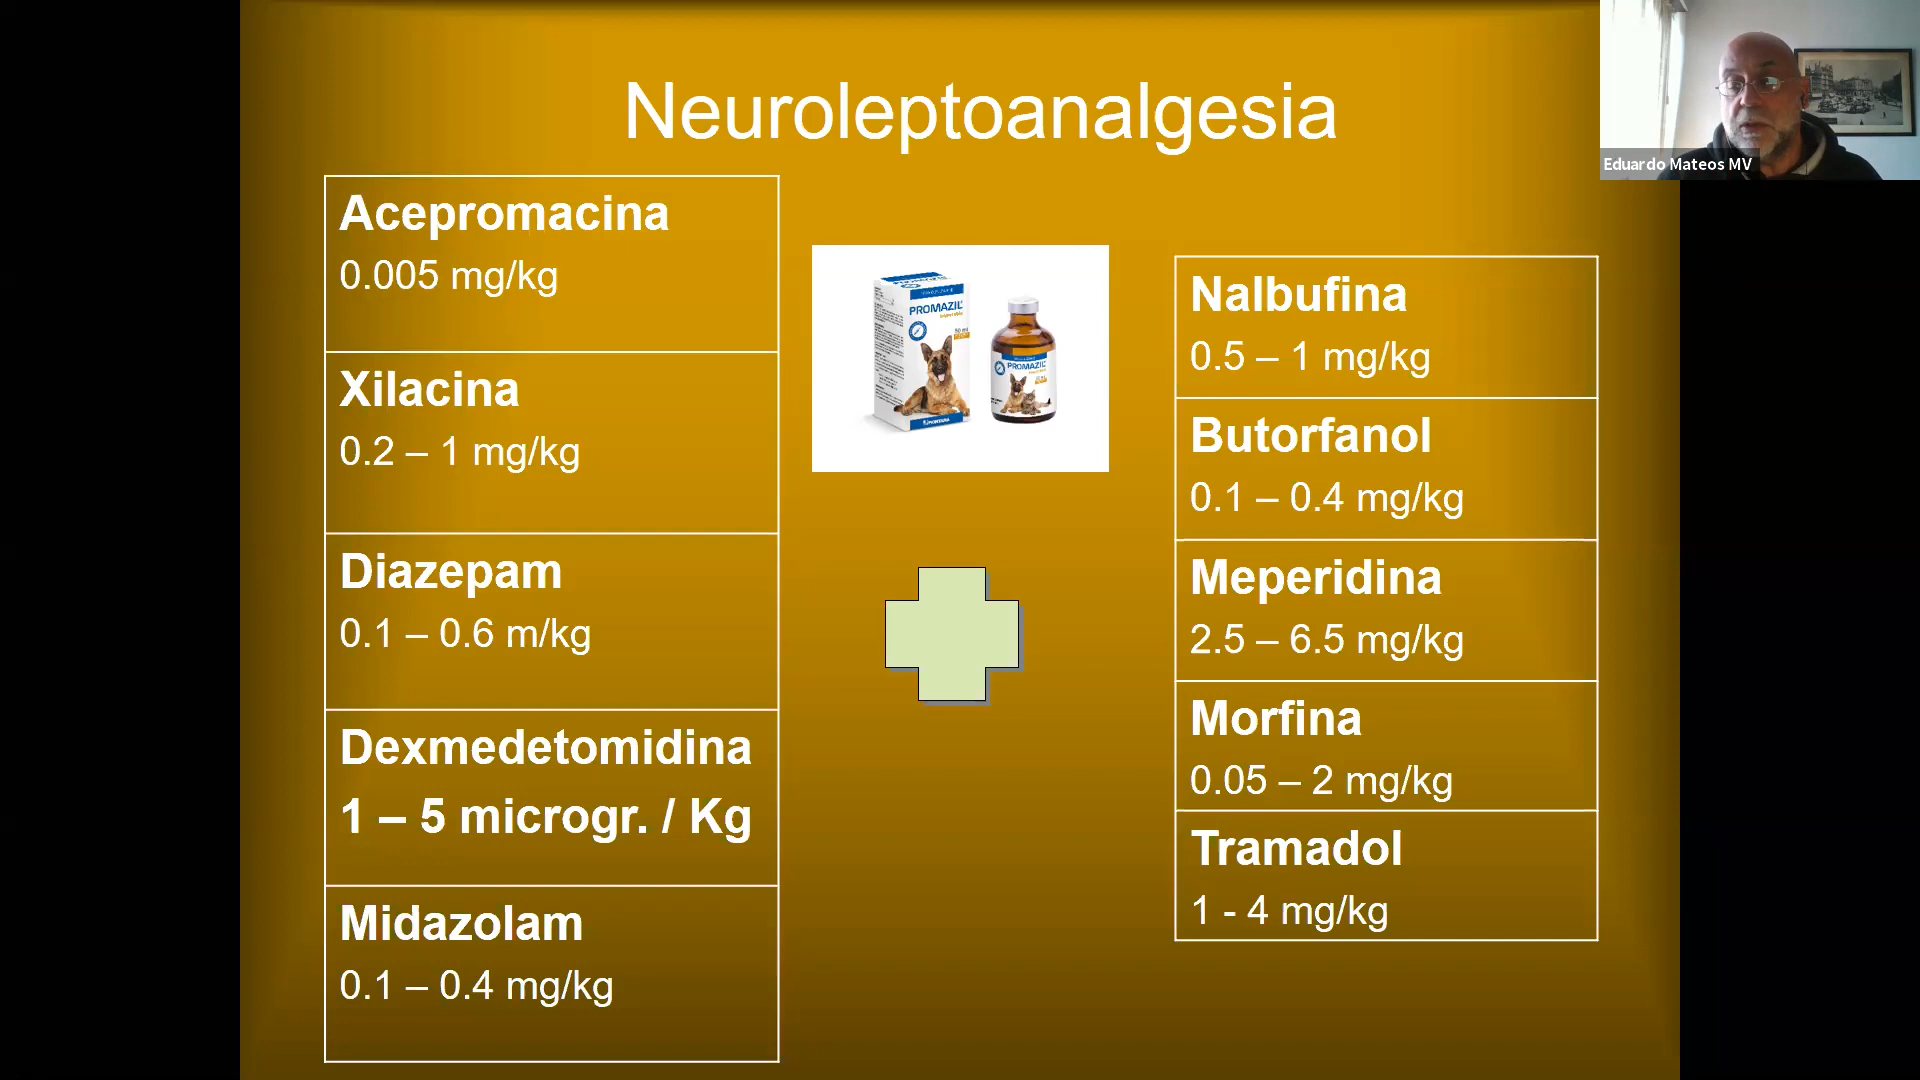 Neuroleptoanalgesia
Acepromacina
0.005 mg/kg
Xilacina
0.2 – 1 mg/kg
Diazepam
0.1 – 0.6 m/kg
Dexmedetomidina
1 – 5 microgr. / Kg
Midazolam
0.1 – 0.4 mg/kg
PROMAZIL
50 ml
PROMAZIL
Nalbufina
0.5 – 1 mg/kg
Butorfanol
0.1 – 0.4 mg/kg
Meperidina
2.5 – 6.5 mg/kg
Morfina
0.05 – 2 mg/kg
Tramadol
1 - 4 mg/kg
Eduardo Mateos MV